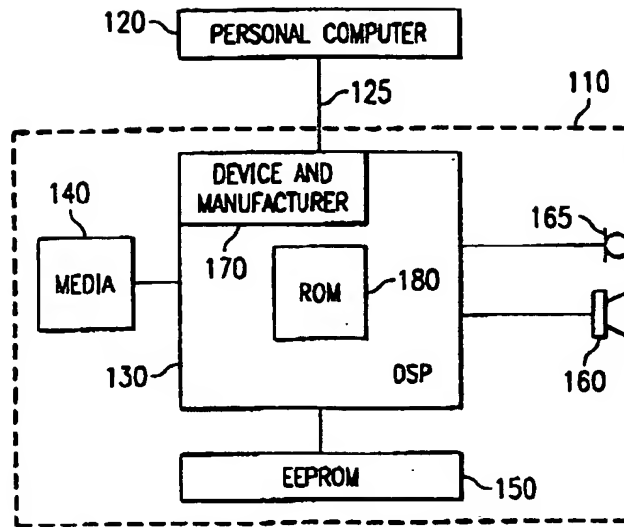 120
PERSONAL COMPUTER
125
110
140
DEVICE AND
MANUFACTURER
165
170
MEDIA
ROM
180
130
DSP
160
EEPROM
150